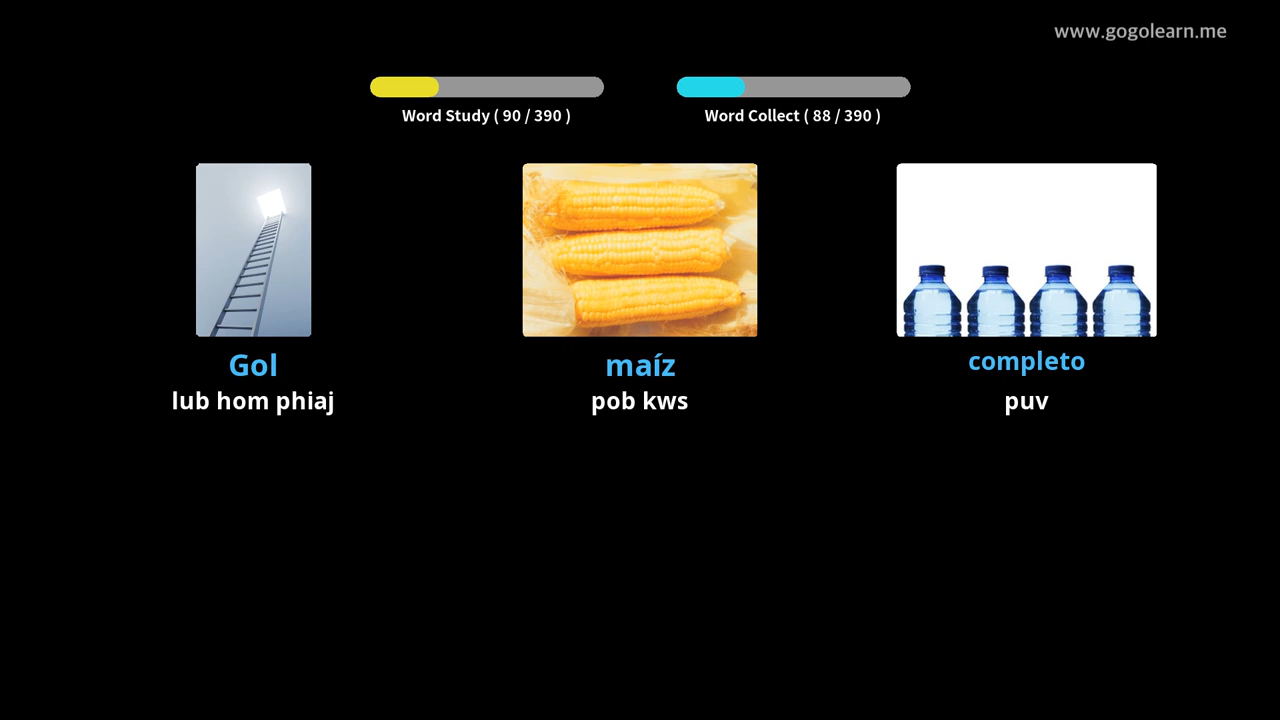 www.gogolearn.me
Word Study ( 90 / 390 )
Word Collect ( 88 / 390 )
Gol
lub hom phiaj
maíz
pob kws
completo
puv